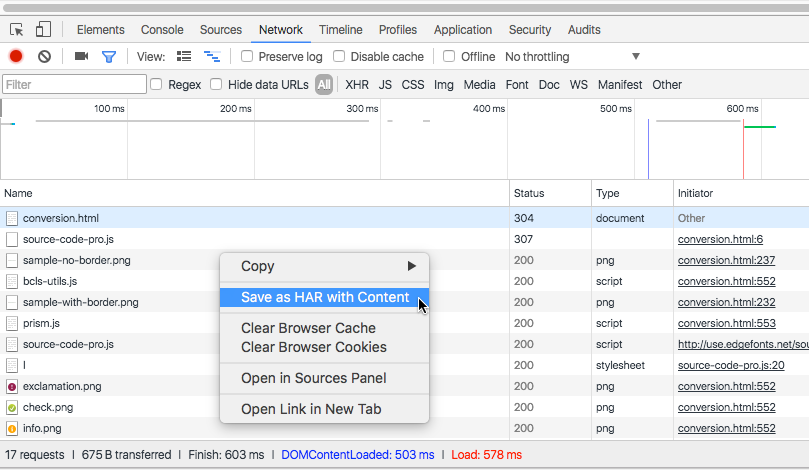 Elements Console Sources Network Timeline Profiles Application Security Audits
View: Preserve log Disable cache Offline No throttling
Filter Regex Hide data URLs All XHR JS CSS Img Media Font Doc WS Manifest Other
100 ms 200 ms 300 ms 400 ms 500 ms 600 ms
Name Status Type Initiator
conversion.html 304 document Other
source-code-pro.js 307 conversion.html:6
sample-no-border.png 200 png conversion.html:237
bcls-utils.js 200 script conversion.html:552
sample-with-border.png 200 png conversion.html:232
prism.js 200 script conversion.html:553
source-code-pro.js 200 script http://use.edgefonts.net/sou
l 200 stylesheet source-code-pro.js:20
exclamation.png 200 png conversion.html:552
check.png 200 png conversion.html:552
info.png 200 png conversion.html:552
Copy
Save as HAR with Content
Clear Browser Cache
Clear Browser Cookies
Open in Sources Panel
Open Link in New Tab
17 requests | 675 B transferred | Finish: 603 ms | DOMContentLoaded: 503 ms | Load: 578 ms